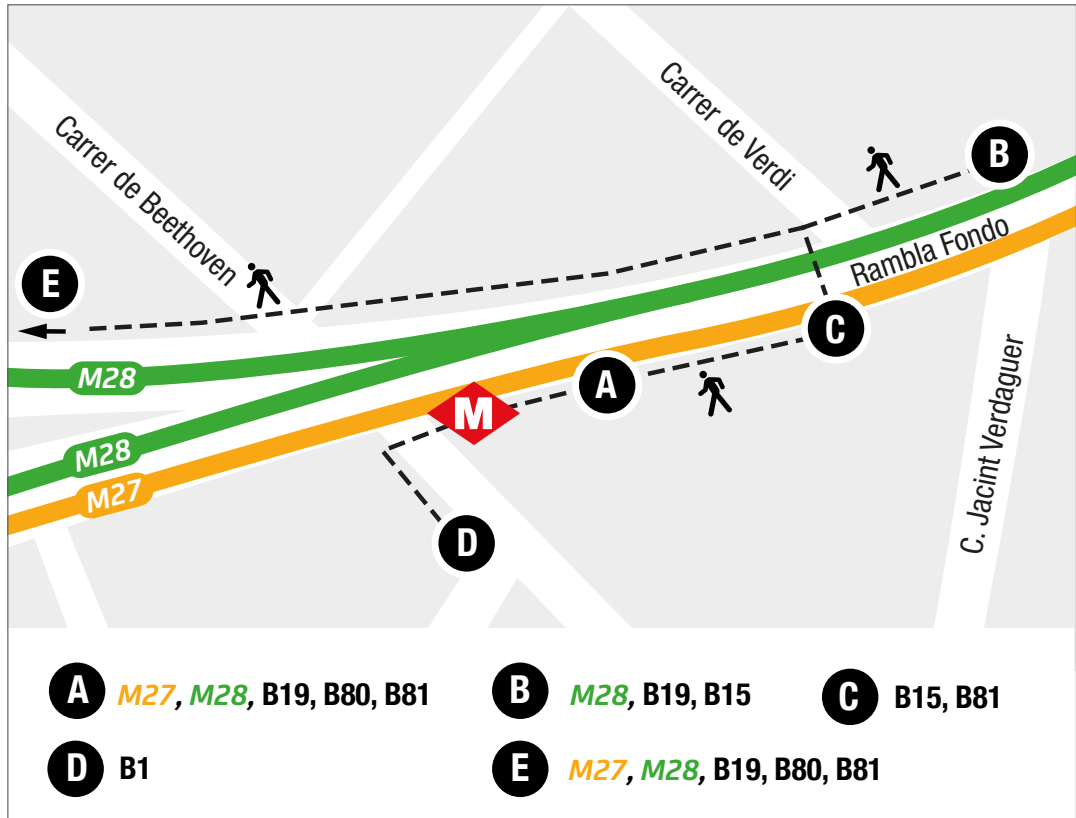 Carrer de Beethoven
Carrer de Verdi
B
E
Rambla Fondo
C
M28
A
M
C. Jacint Verdaguer
M28
M27
D
A M27, M28, B19, B80, B81
B M28, B19, B15
C B15, B81
D B1
E M27, M28, B19, B80, B81